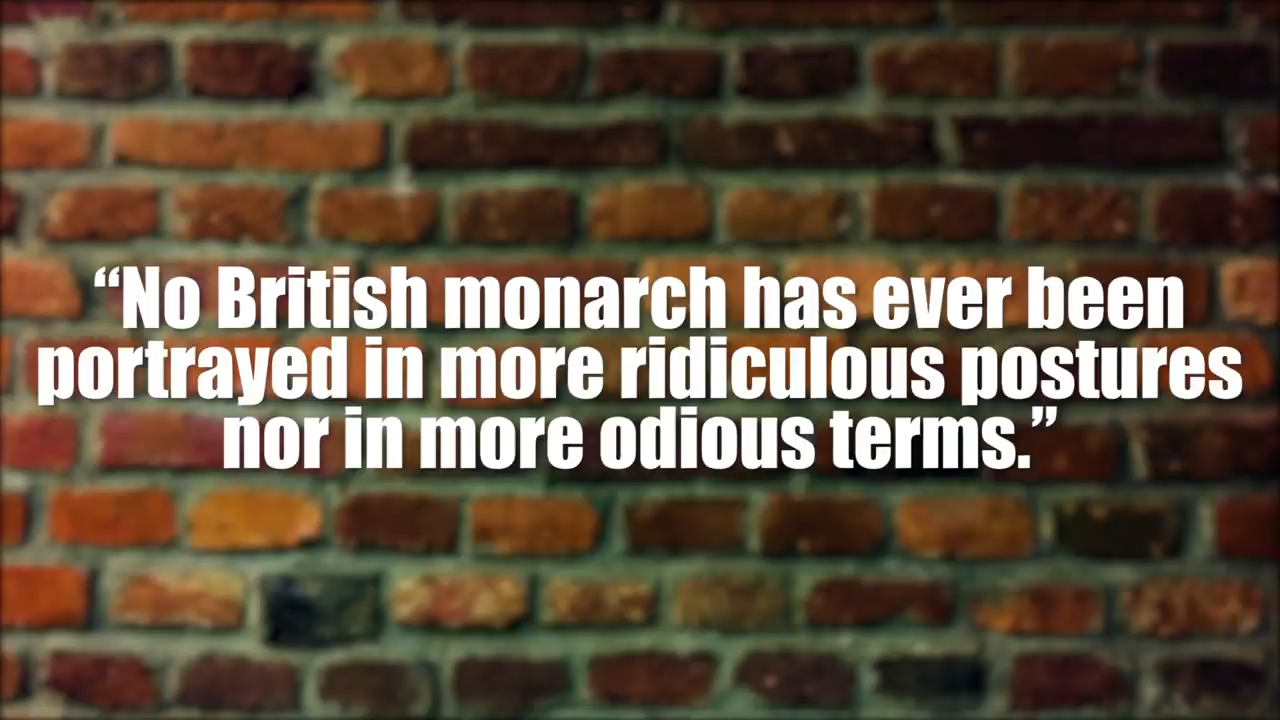 “No British monarch has ever been
portrayed in more ridiculous postures
nor in more odious terms.”